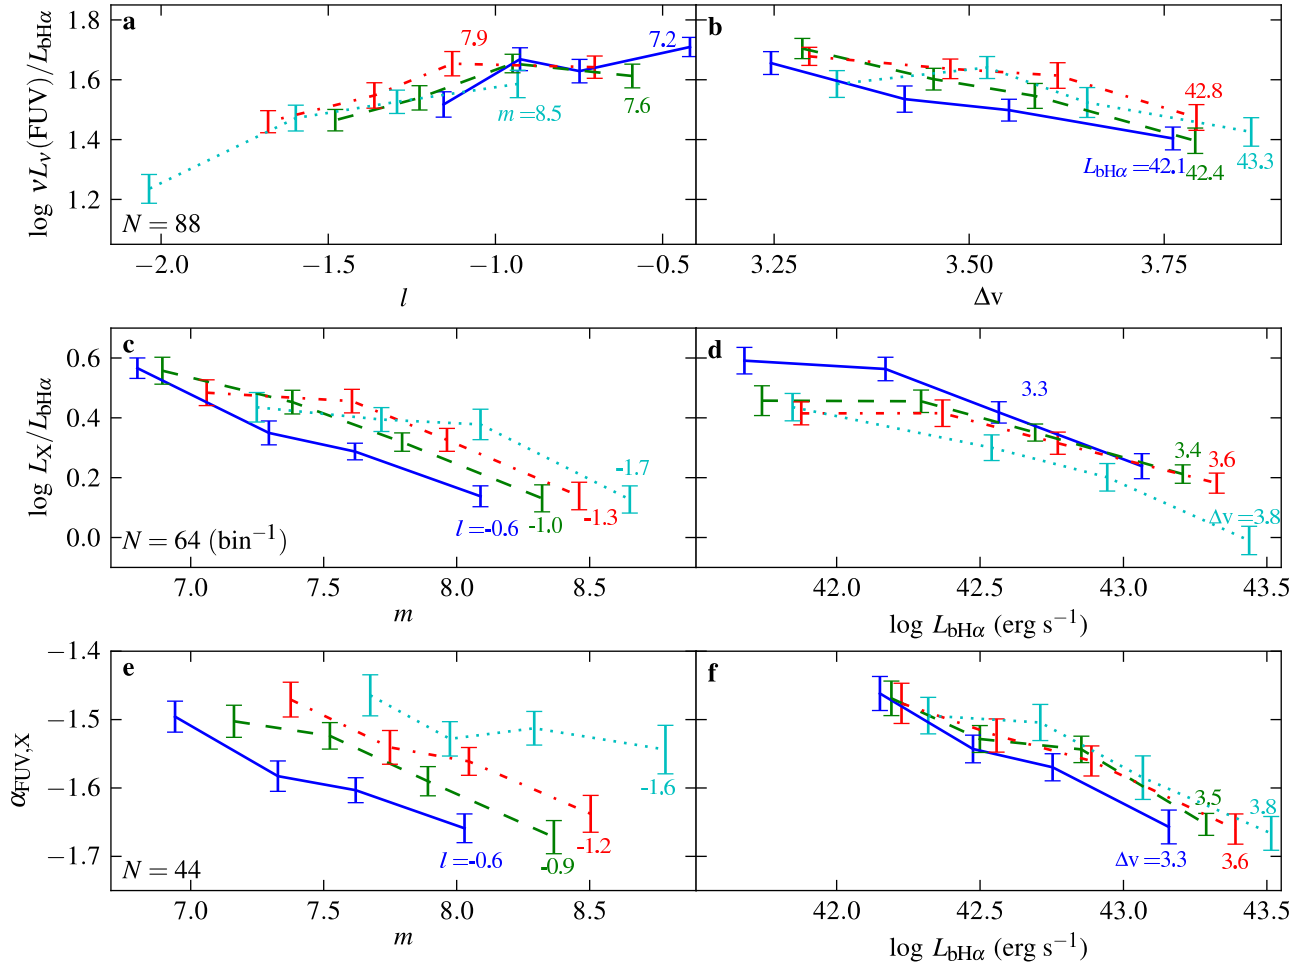 log νLν(FUV)/LbHα
1.8
1.6
1.4
1.2
a
7.9
7.2
m=8.5
7.6
N = 88
−2.0
−1.5
−1.0
−0.5
l
b
42.8
LbHα=42.1
42.4
43.3
3.25
3.50
3.75
Δv
log LX/LbHα
0.6
0.4
0.2
0.0
c
-1.7
l=-0.6
-1.0
-1.3
N = 64 (bin−1)
7.0
7.5
8.0
8.5
m
d
3.3
3.4
3.6
Δv=3.8
42.0
42.5
43.0
43.5
log LbHα (erg s−1)
αFUV,X
−1.4
−1.5
−1.6
−1.7
e
-1.6
l=-0.6
-0.9
-1.2
N = 44
7.0
7.5
8.0
8.5
m
f
3.5
3.8
Δv=3.3
3.6
42.0
42.5
43.0
43.5
log LbHα (erg s−1)